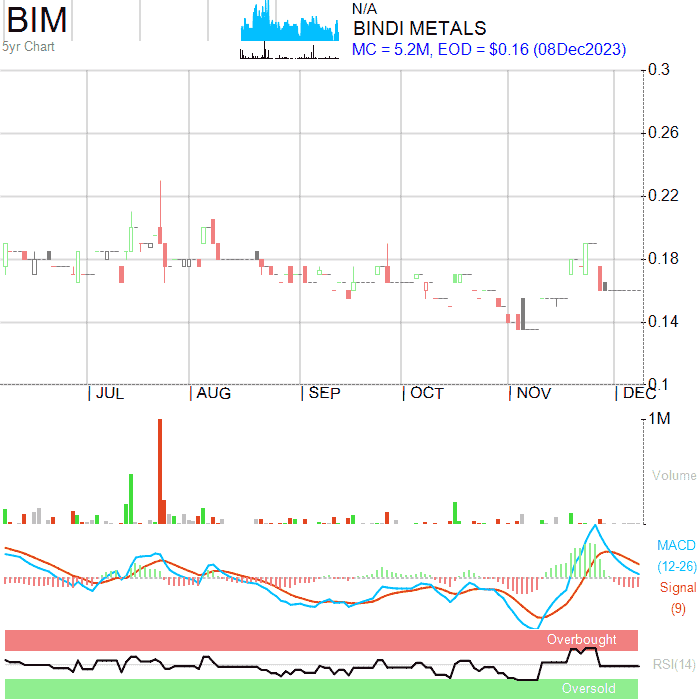 BIM
5yr Chart
N/A
BINDI METALS
MC = 5.2M, EOD = $0.16 (08Dec2023)
0.3
0.26
0.22
0.18
0.14
0.1
JUL AUG SEP OCT NOV DEC
1M
Volume
MACD
(12-26)
Signal
(9)
Overbought
RSI(14)
Oversold